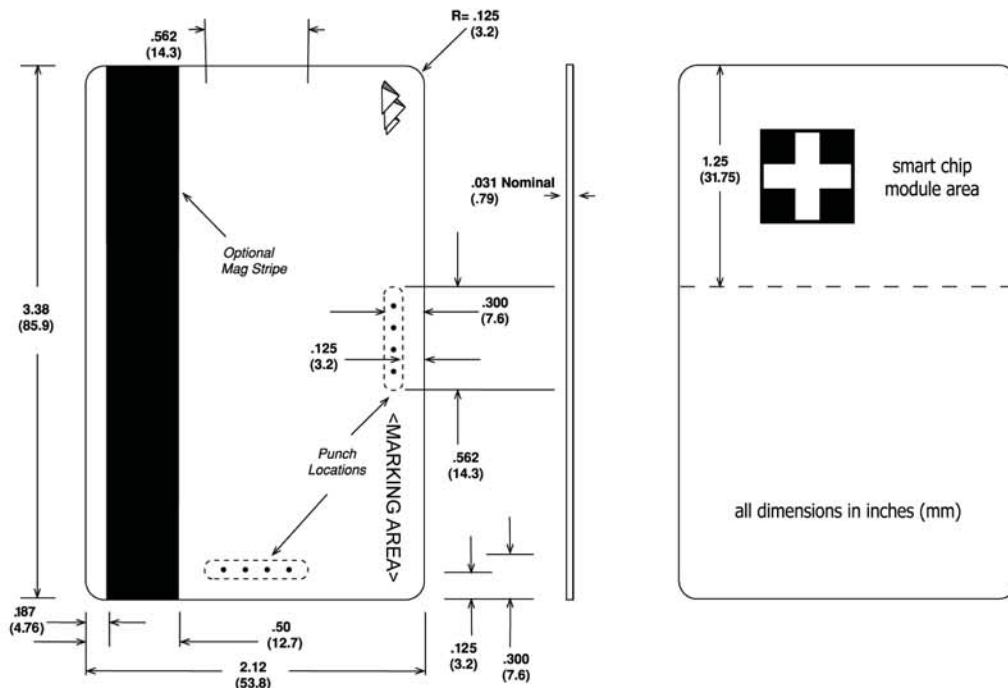 .562
(14.3)
R= .125
(3.2)
Optional
Mag Stripe
3.38
(85.9)
.031 Nominal
(.79)
.300
(7.6)
.125
(3.2)
Punch
Locations
<MARKING AREA>
.562
(14.3)
.187
(4.76)
.50
(12.7)
2.12
(53.8)
.125
(3.2)
.300
(7.6)
1.25
(31.75)
smart chip
module area
all dimensions in inches (mm)